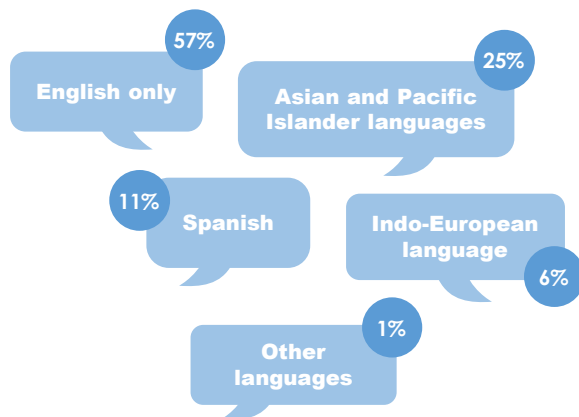 57%
English only
25%
Asian and Pacific
Islander languages
11%
Spanish
Indo-European
language
6%
1%
Other
languages